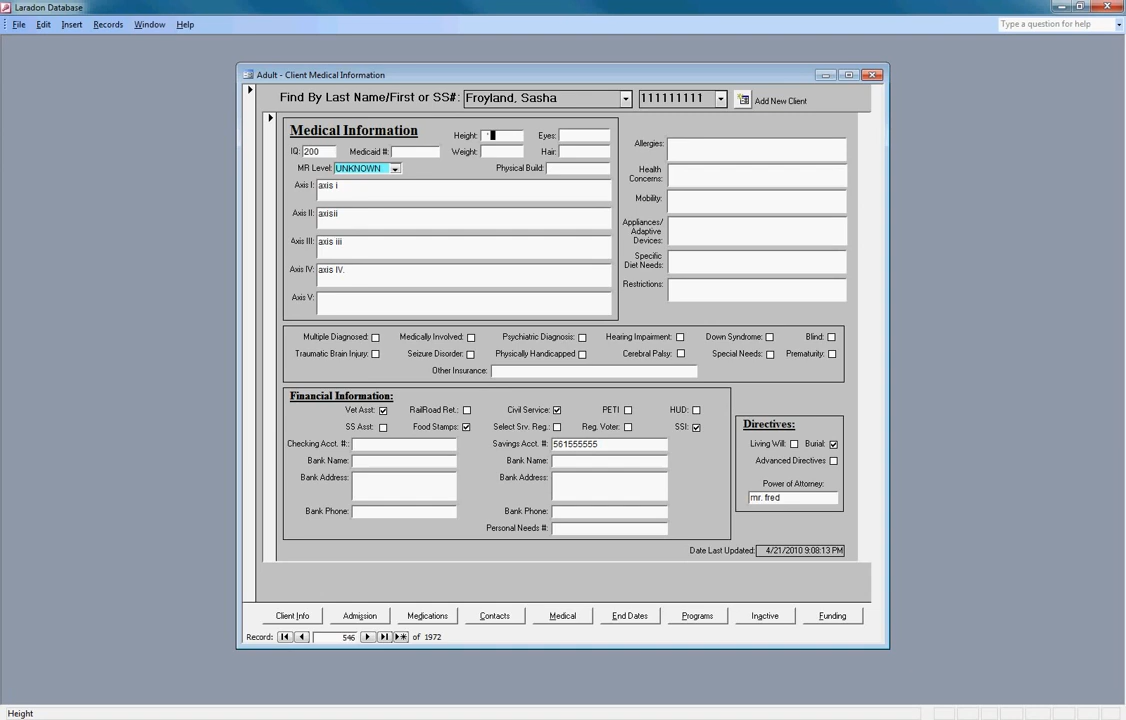 Laradon Database
File Edit Insert Records Window Help
Type a question for help
Adult - Client Medical Information
Find By Last Name/First or SS#: Froyland, Sasha 111111111 Add New Client
Medical Information
Height: ' Eyes:
IQ: 200 Medicaid #: Weight: Hair:
MR Level: UNKNOWN Physical Build:
Axis I: axis i
Axis II: axisii
Axis III: axis iii
Axis IV: axis IV.
Axis V:
Allergies:
Health
Concerns:
Mobility:
Appliances/
Adaptive
Devices:
Specific
Diet Needs:
Restrictions:
Multiple Diagnosed: Medically Involved: Psychiatric Diagnosis: Hearing Impairment: Down Syndrome: Blind:
Traumatic Brain Injury: Seizure Disorder: Physically Handicapped Cerebral Palsy: Special Needs: Prematurity:
Other Insurance:
Financial Information:
Vet Asst: RailRoad Ret.: Civil Service: PETI HUD:
SS Asst: Food Stamps: Select Srv. Reg.: Reg. Voter: SSI:
Checking Acct. #:: Savings Acct. #: 561555555
Bank Name: Bank Name:
Bank Address: Bank Address:
Bank Phone: Bank Phone:
Personal Needs #:
Directives:
Living Will: Burial:
Advanced Directives
Power of Attorney:
mr. fred
Date Last Updated: 4/21/2010 9:08:13 PM
Client Info Admission Medications Contacts Medical End Dates Programs Inactive Funding
Record: 546 of 1972
Height